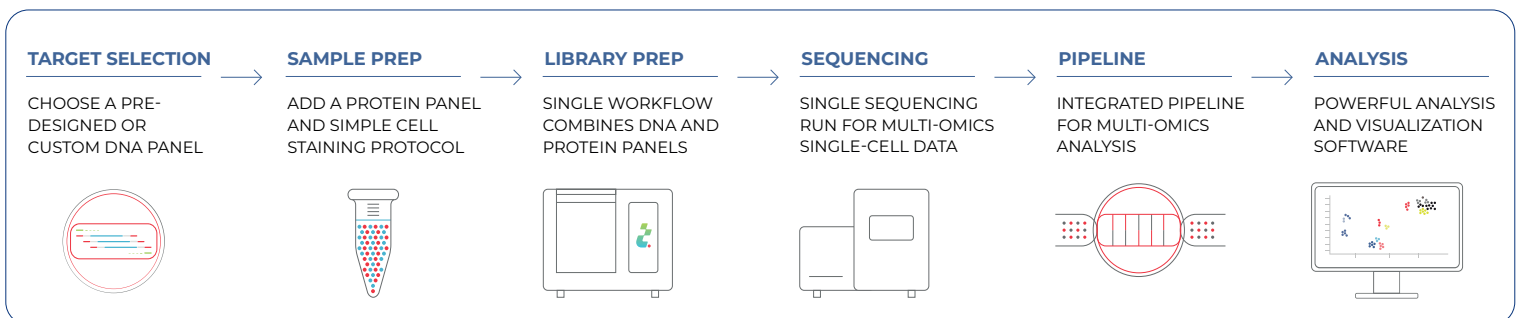 TARGET SELECTION
CHOOSE A PRE-
DESIGNED OR
CUSTOM DNA PANEL
SAMPLE PREP
ADD A PROTEIN PANEL
AND SIMPLE CELL
STAINING PROTOCOL
LIBRARY PREP
SINGLE WORKFLOW
COMBINES DNA AND
PROTEIN PANELS
SEQUENCING
SINGLE SEQUENCING
RUN FOR MULTI-OMICS
SINGLE-CELL DATA
PIPELINE
INTEGRATED PIPELINE
FOR MULTI-OMICS
ANALYSIS
ANALYSIS
POWERFUL ANALYSIS
AND VISUALIZATION
SOFTWARE